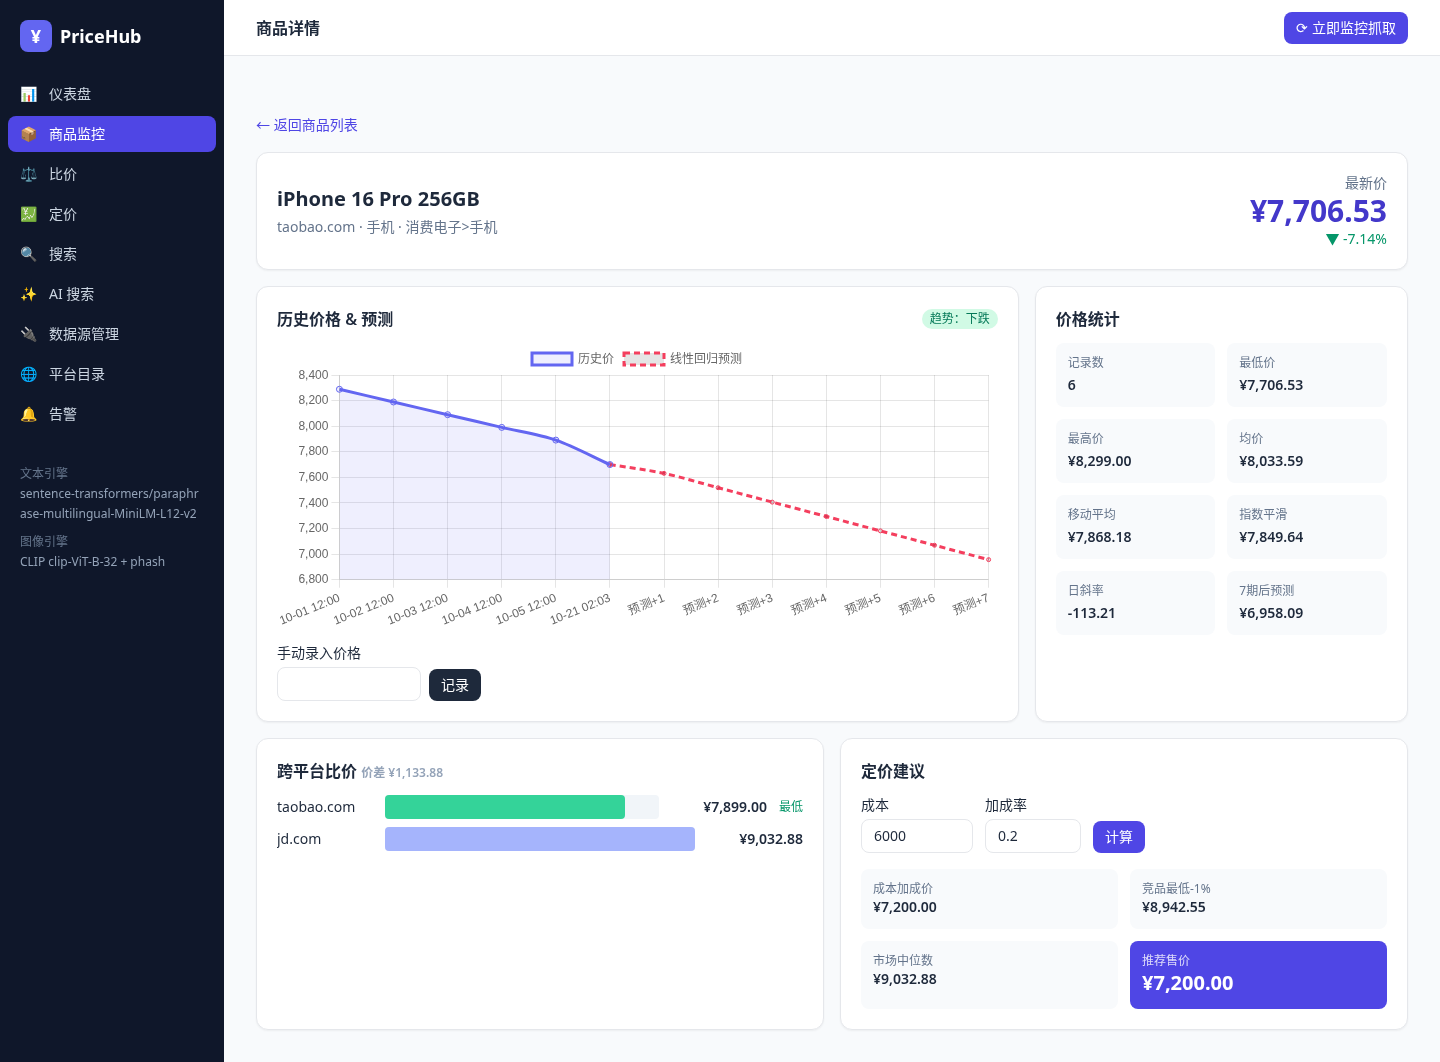 ¥ PriceHub
📊 仪表盘
📦 商品监控
⚖️ 比价
💹 定价
🔍 搜索
✨ AI 搜索
🔌 数据源管理
🌐 平台目录
🔔 告警
文本引擎
sentence-transformers/paraphr
ase-multilingual-MiniLM-L12-v2
图像引擎
CLIP clip-ViT-B-32 + phash
商品详情
⟳ 立即监控抓取
← 返回商品列表
iPhone 16 Pro 256GB
taobao.com · 手机 · 消费电子>手机
最新价
¥7,706.53
▼ -7.14%
历史价格 & 预测
趋势：下跌
历史价
线性回归预测
8,400
8,200
8,000
7,800
7,600
7,400
7,200
7,000
6,800
10-01 12:00
10-02 12:00
10-03 12:00
10-04 12:00
10-05 12:00
10-21 02:03
预测+1
预测+2
预测+3
预测+4
预测+5
预测+6
预测+7
手动录入价格
记录
价格统计
记录数
6
最低价
¥7,706.53
最高价
¥8,299.00
均价
¥8,033.59
移动平均
¥7,868.18
指数平滑
¥7,849.64
日斜率
-113.21
7期后预测
¥6,958.09
跨平台比价 价差 ¥1,133.88
taobao.com ¥7,899.00 最低
jd.com ¥9,032.88
定价建议
成本
6000
加成率
0.2
计算
成本加成价
¥7,200.00
竞品最低-1%
¥8,942.55
市场中位数
¥9,032.88
推荐售价
¥7,200.00